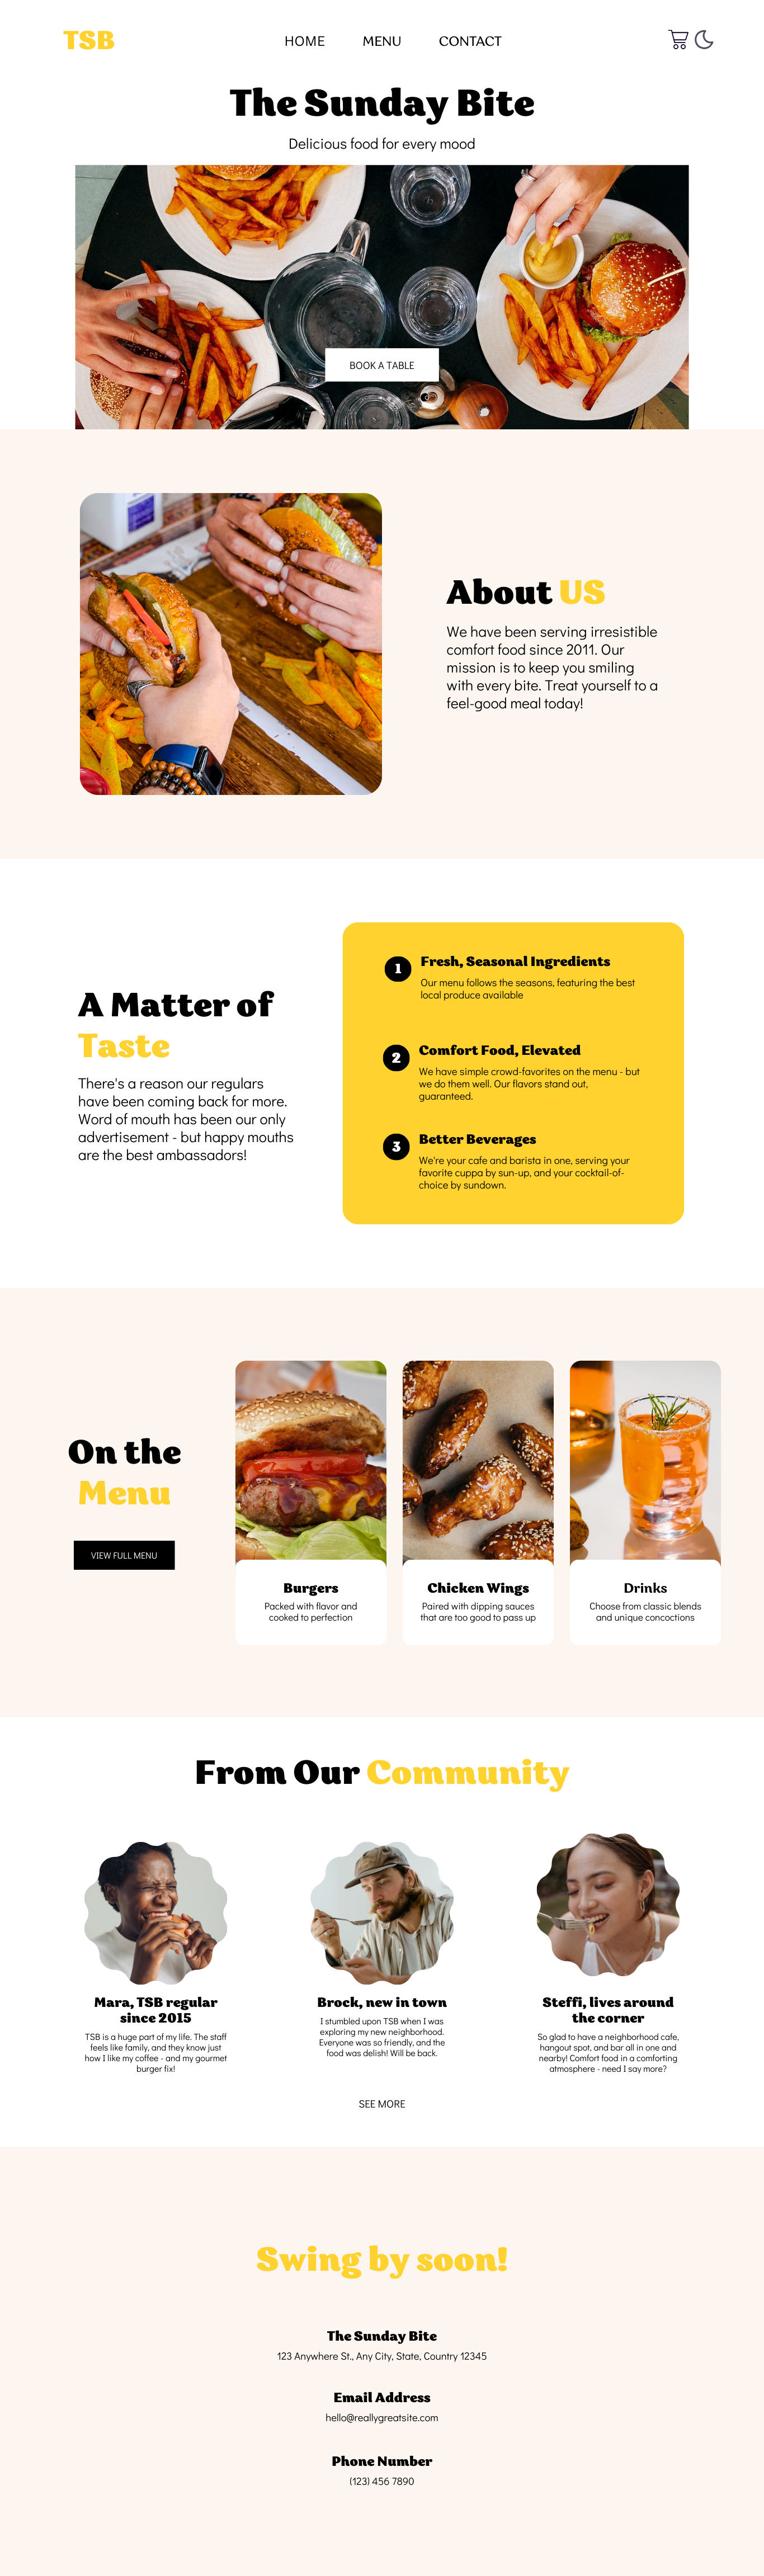 TSB
HOME
MENU
CONTACT
The Sunday Bite
Delicious food for every mood
BOOK A TABLE
About US
We have been serving irresistible
comfort food since 2011. Our
mission is to keep you smiling
with every bite. Treat yourself to a
feel-good meal today!
A Matter of
Taste
There's a reason our regulars
have been coming back for more.
Word of mouth has been our only
advertisement - but happy mouths
are the best ambassadors!
1
Fresh, Seasonal Ingredients
Our menu follows the seasons, featuring the best
local produce available
2
Comfort Food, Elevated
We have simple crowd-favorites on the menu - but
we do them well. Our flavors stand out,
guaranteed.
3
Better Beverages
We're your cafe and barista in one, serving your
favorite cuppa by sun-up, and your cocktail-of-
choice by sundown.
On the
Menu
VIEW FULL MENU
Burgers
Packed with flavor and
cooked to perfection
Chicken Wings
Paired with dipping sauces
that are too good to pass up
Drinks
Choose from classic blends
and unique concoctions
From Our Community
Mara, TSB regular
since 2015
TSB is a huge part of my life. The staff
feels like family, and they know just
how I like my coffee - and my gourmet
burger fix!
Brock, new in town
I stumbled upon TSB when I was
exploring my new neighborhood.
Everyone was so friendly, and the
food was delish! Will be back.
Steffi, lives around
the corner
So glad to have a neighborhood cafe,
hangout spot, and bar all in one and
nearby! Comfort food in a comforting
atmosphere - need I say more?
SEE MORE
Swing by soon!
The Sunday Bite
123 Anywhere St., Any City, State, Country 12345
Email Address
hello@reallygreatsite.com
Phone Number
(123) 456 7890